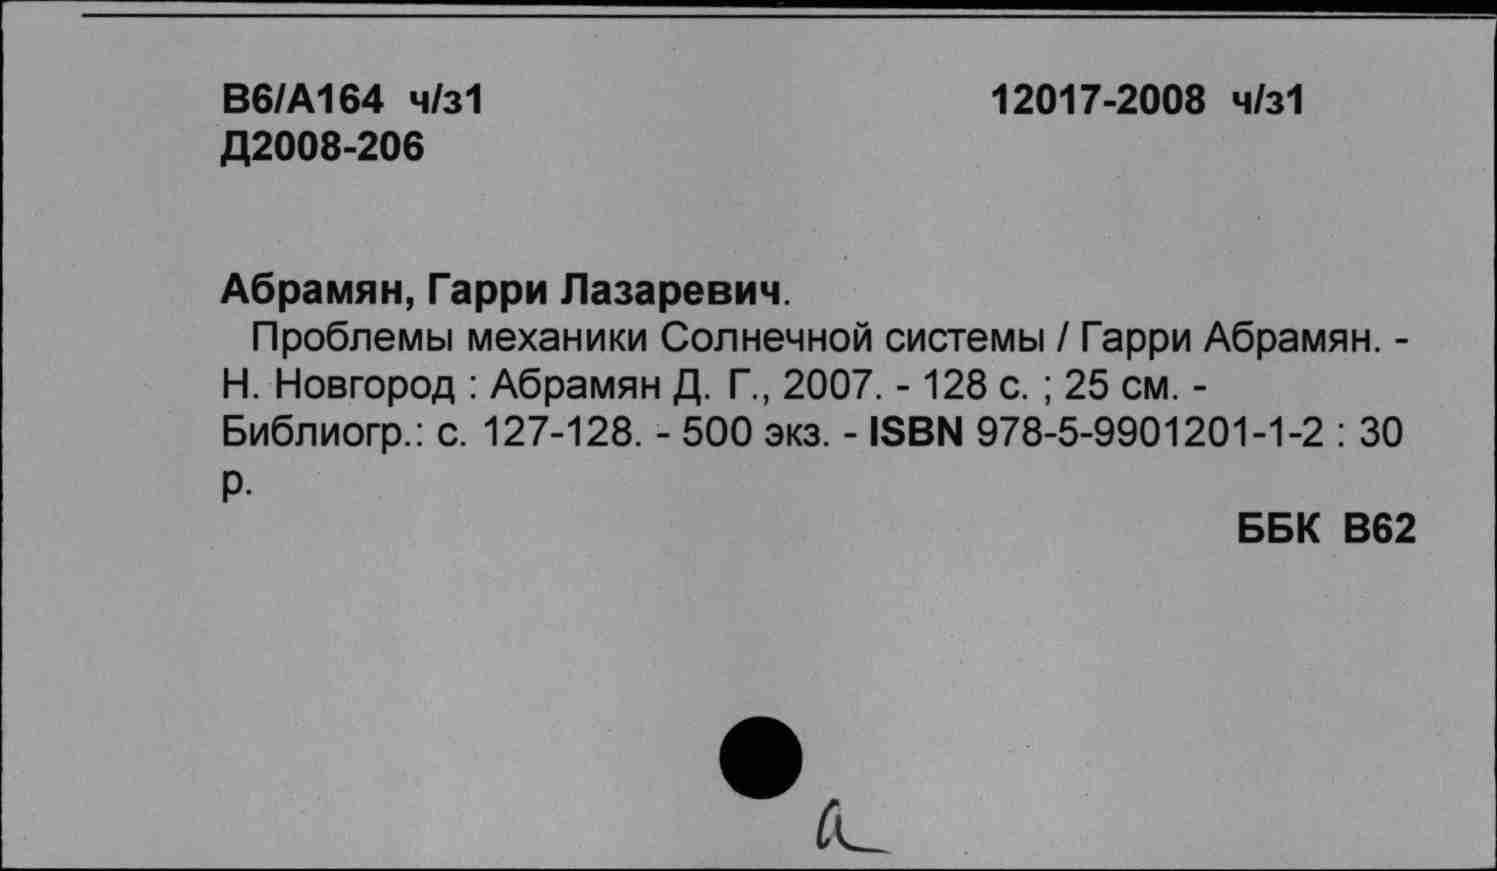 В6/А164 ч/з1 12017-2008 ч/з1
Д2008-206
Абрамян, Гарри Лазаревич.
Проблемы механики Солнечной системы / Гарри Абрамян. -
Н. Новгород : Абрамян Д. Г., 2007. - 128 с. ; 25 см. -
Библиогр.: с. 127-128. - 500 экз. - ISBN 978-5-9901201-1-2 : 30
р.
ББК В62